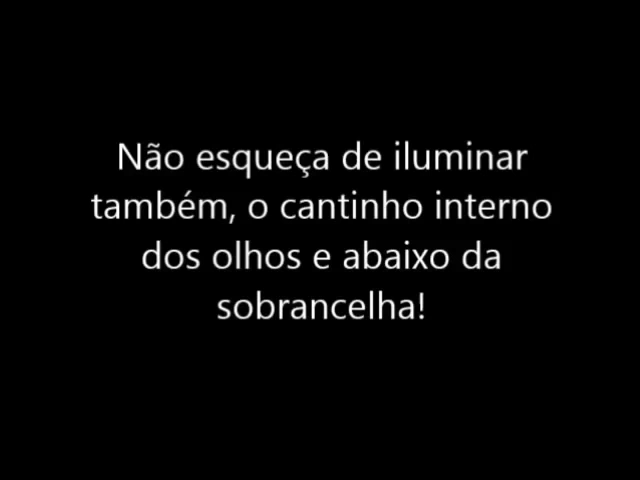 Não esqueça de iluminar
também, o cantinho interno
dos olhos e abaixo da
sobrancelha!